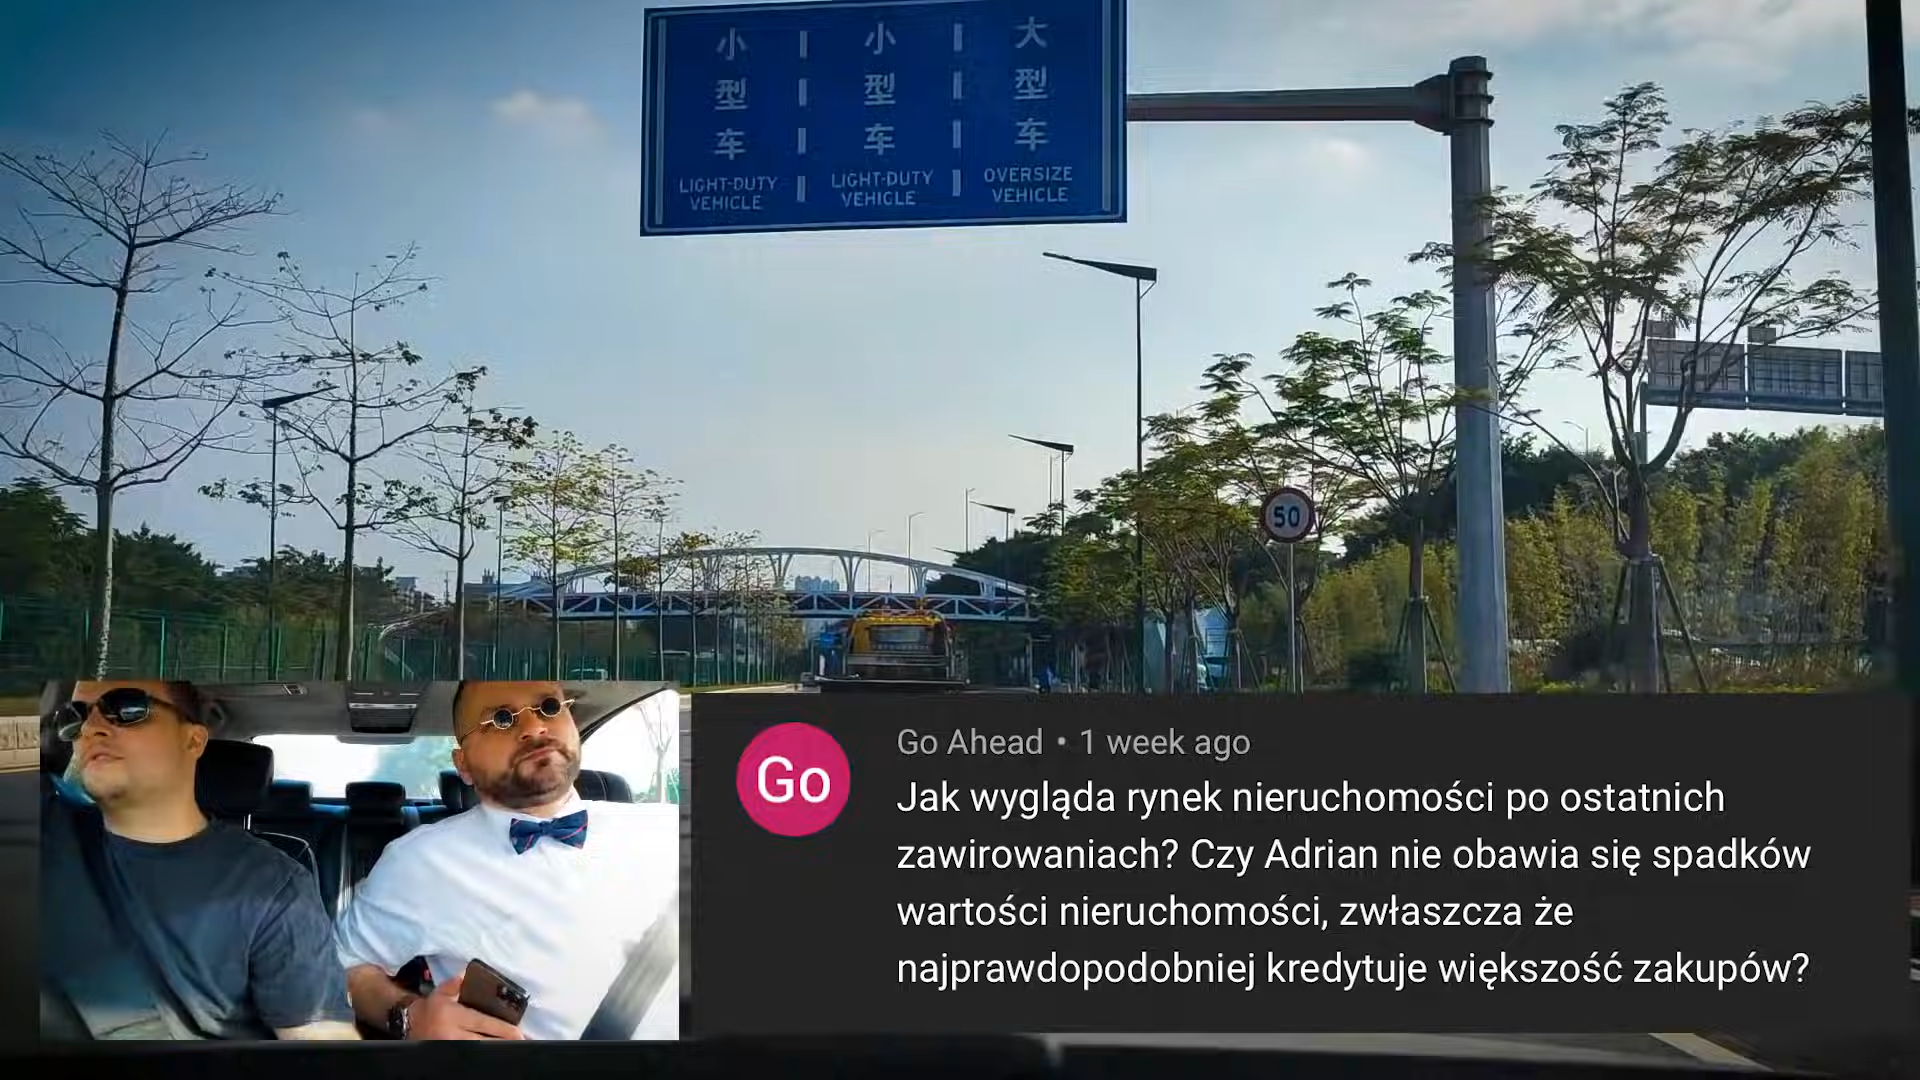 小型车
小型车
大型车
LIGHT-DUTY
VEHICLE
LIGHT-DUTY
VEHICLE
OVERSIZE
VEHICLE
50
Go
Go Ahead • 1 week ago
Jak wygląda rynek nieruchomości po ostatnich
zawirowaniach? Czy Adrian nie obawia się spadków
wartości nieruchomości, zwłaszcza że
najprawdopodobniej kredytuje większość zakupów?